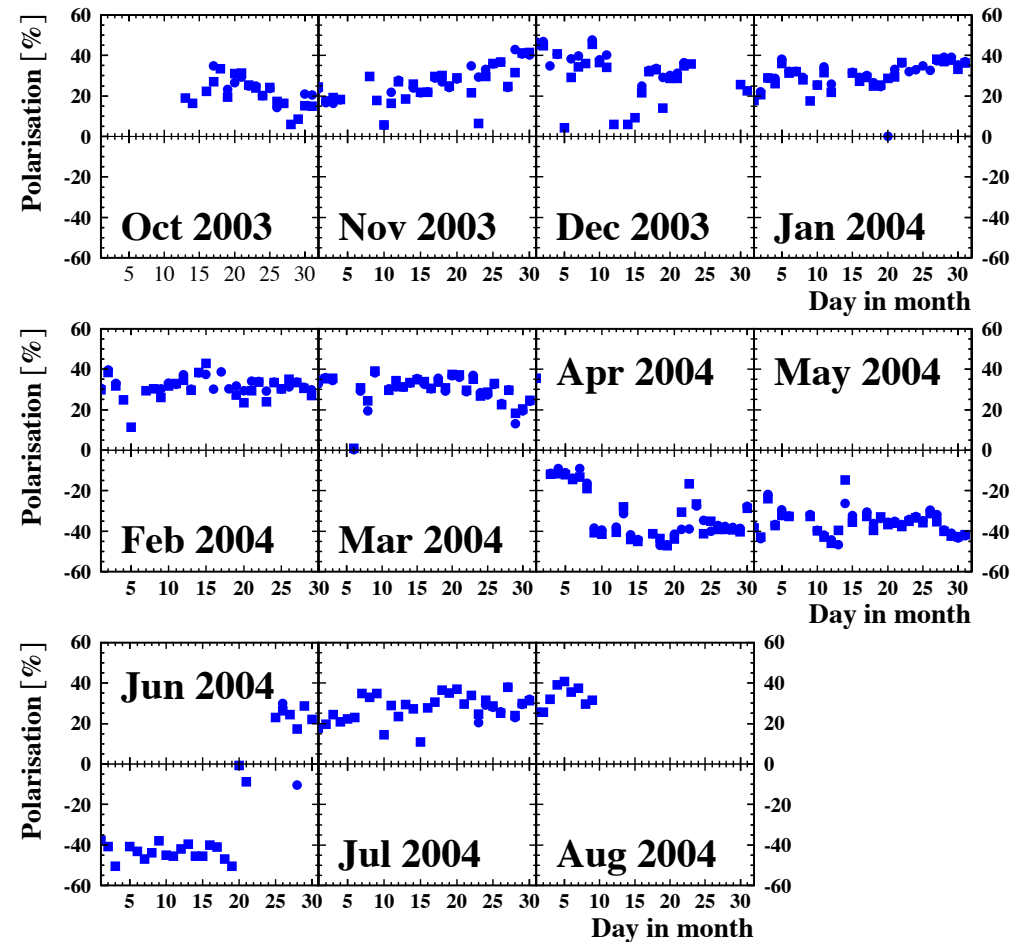 60 60
Polarisation [%]
40 40
20 20
0 0
-20 -20
-40 Oct 2003 Nov 2003 Dec 2003 Jan 2004 -40
-60 -60
5 10 15 20 25 30 5 10 15 20 25 30 5 10 15 20 25 30 5 10 15 20 25 30
Day in month
60 60
Polarisation [%]
40 Apr 2004 May 2004 40
20 20
0 0
-20 -20
-40 Feb 2004 Mar 2004 -40
-60 -60
5 10 15 20 25 30 5 10 15 20 25 30 5 10 15 20 25 30 5 10 15 20 25 30
Day in month
60 60
Polarisation [%]
40 Jun 2004 40
20 20
0 0
-20 -20
-40 Jul 2004 Aug 2004 -40
-60 -60
5 10 15 20 25 30 5 10 15 20 25 30 5 10 15 20 25 30
Day in month